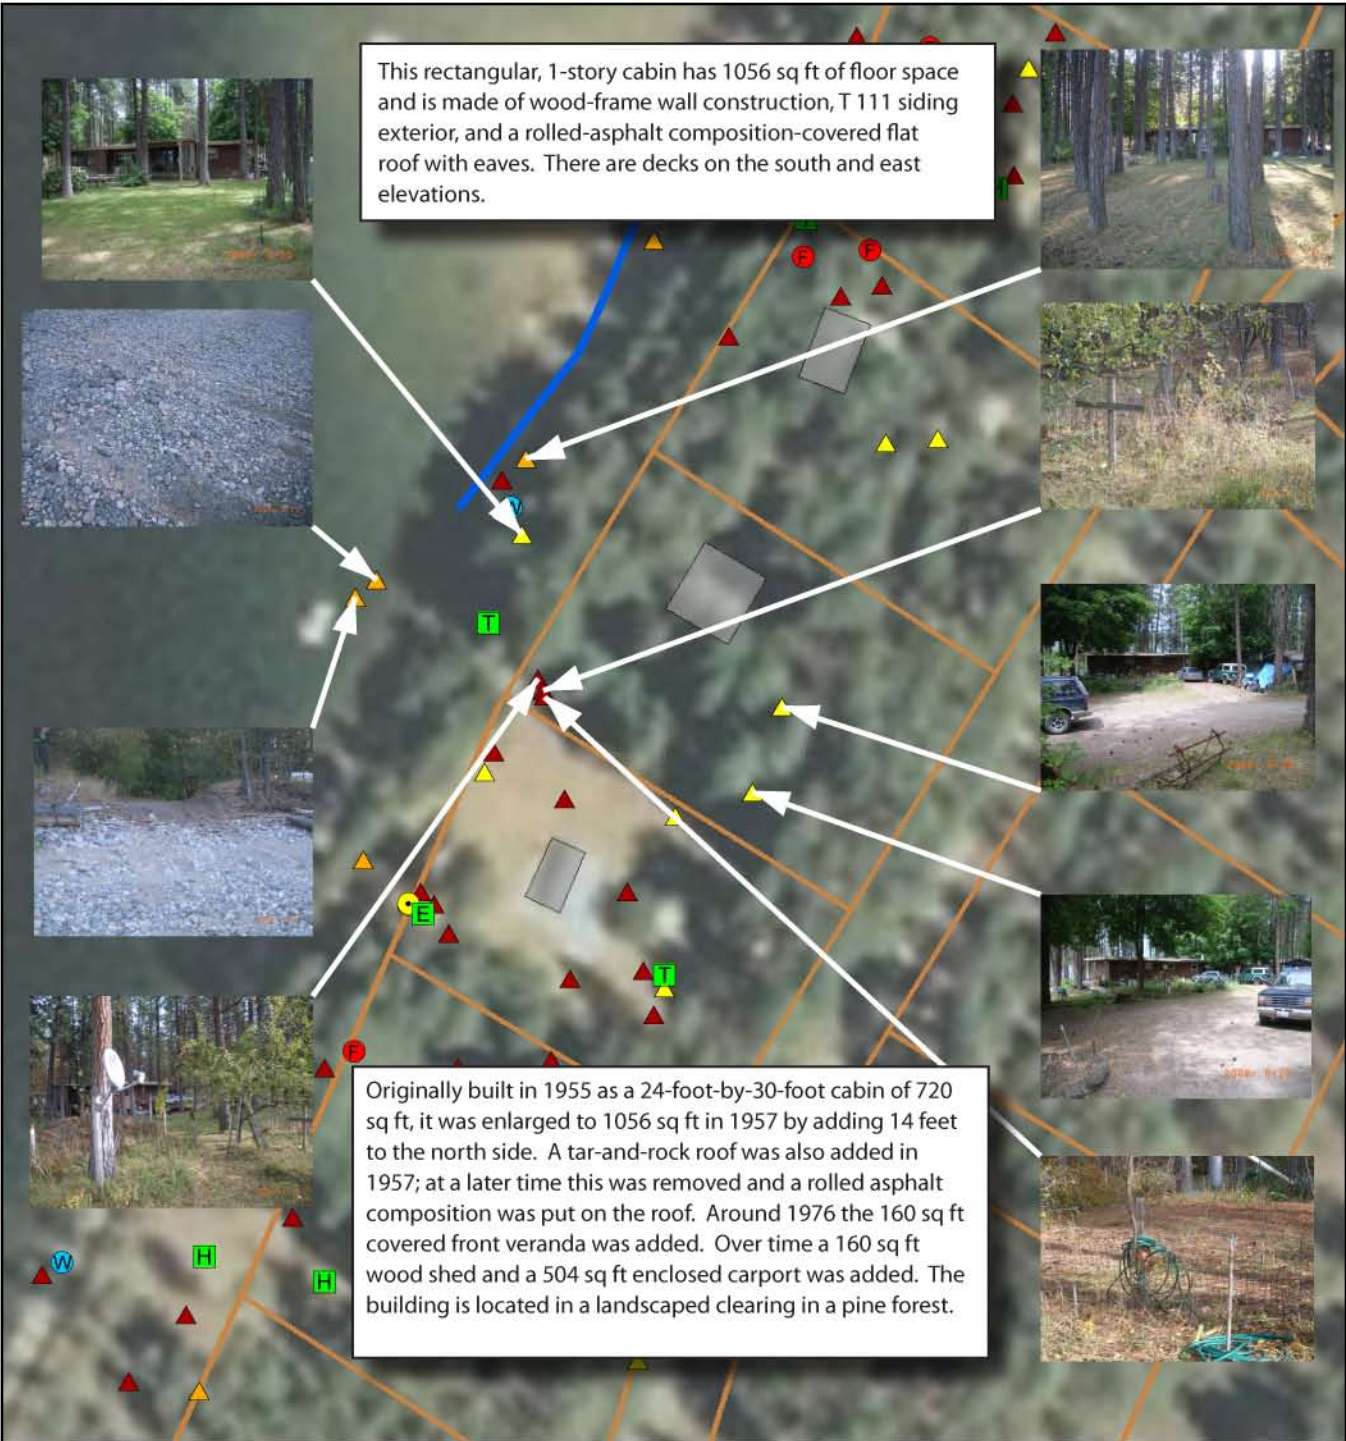 This rectangular, 1-story cabin has 1056 sq ft of floor space
and is made of wood-frame wall construction, T 111 siding
exterior, and a rolled-asphalt composition-covered flat
roof with eaves. There are decks on the south and east
elevations.
H
T
F
F
W
T
E
T
F
W
H
H
Originally built in 1955 as a 24-foot-by-30-foot cabin of 720
sq ft, it was enlarged to 1056 sq ft in 1957 by adding 14 feet
to the north side. A tar-and-rock roof was also added in
1957; at a later time this was removed and a rolled asphalt
composition was put on the roof. Around 1976 the 160 sq ft
covered front veranda was added. Over time a 160 sq ft
wood shed and a 504 sq ft enclosed carport was added. The
building is located in a landscaped clearing in a pine forest.